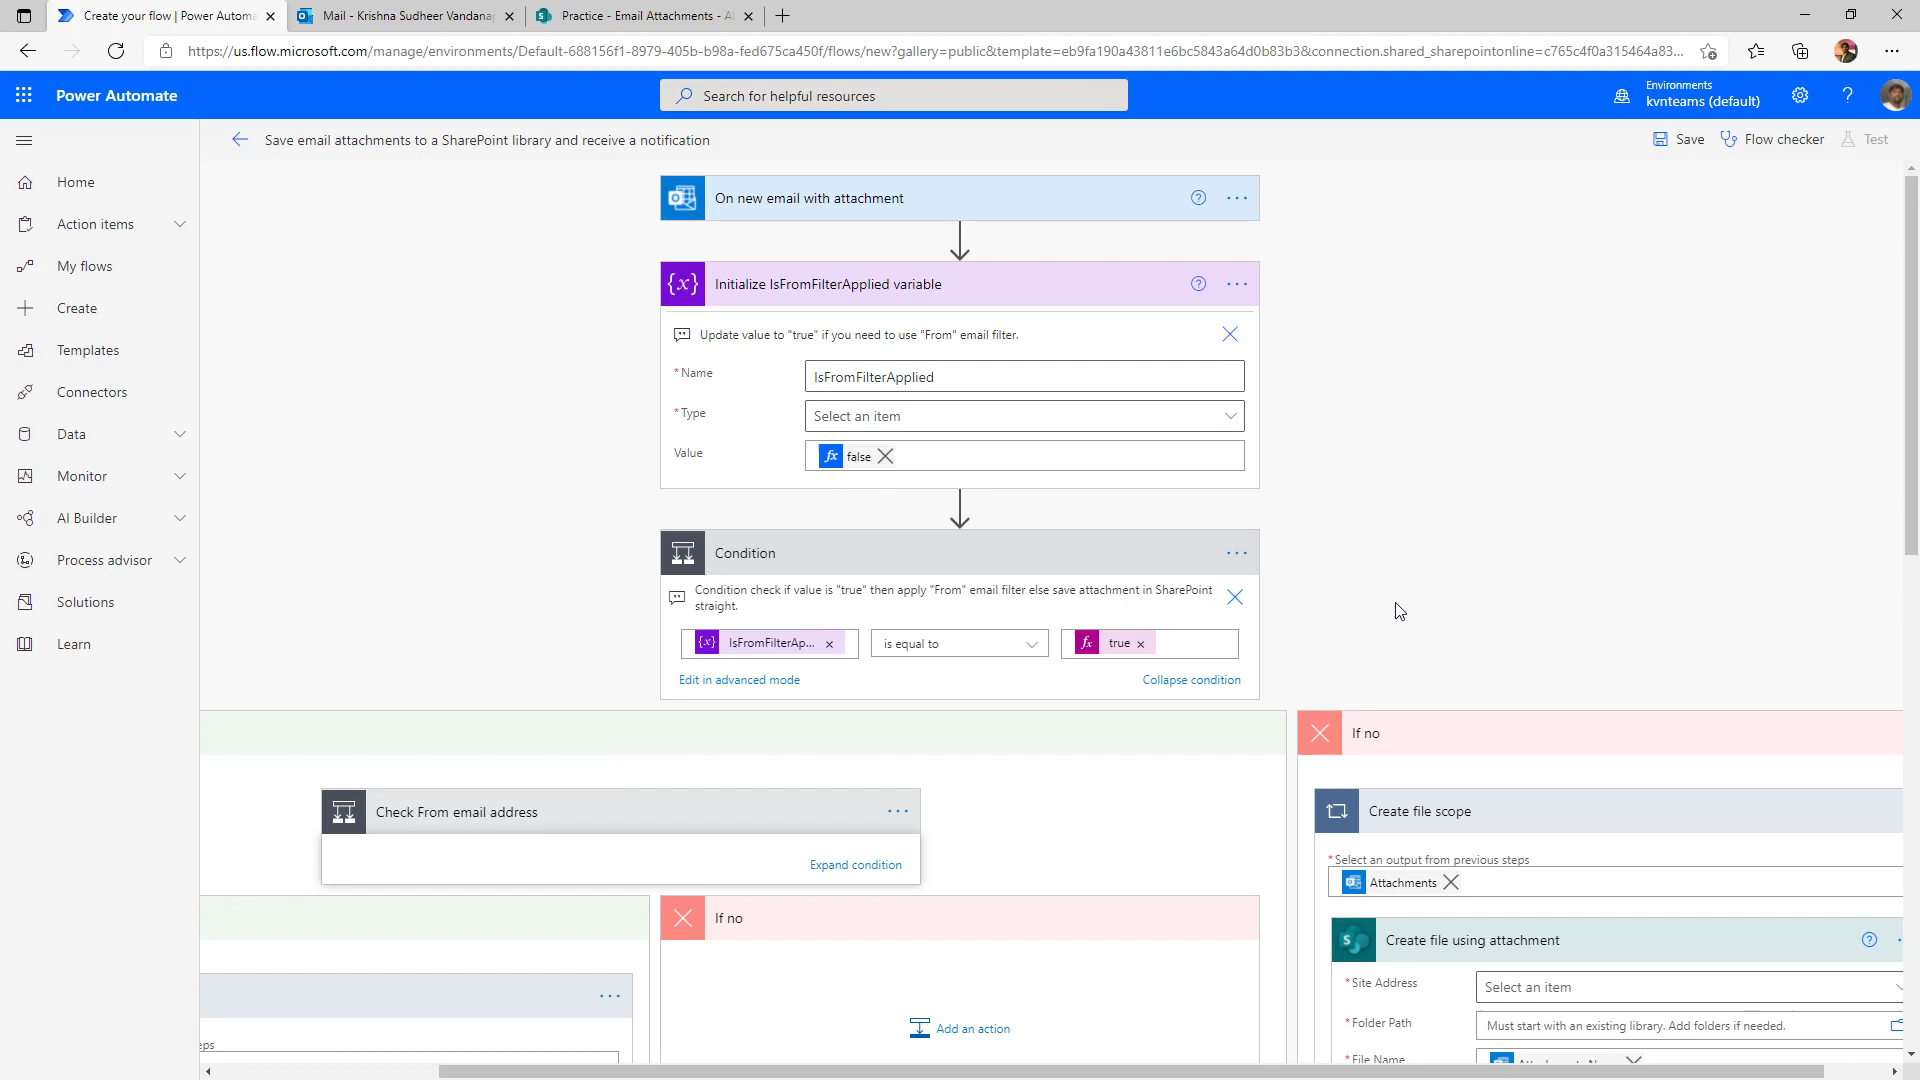 Create your flow | Power Automa
Mail - Krishna Sudheer Vandana
Practice - Email Attachments - A
https://us.flow.microsoft.com/manage/environments/Default-688156f1-8979-405b-b98a-fed675ca450f/flows/new?gallery=public&template=eb9fa190a43811e6bc5843a64d0b83b3&connection.shared_sharepointonline=c765c4f0a315464a83...
Power Automate
Search for helpful resources
Environments
kvnteams (default)
Save email attachments to a SharePoint library and receive a notification
Save
Flow checker
Test
Home
Action items
My flows
Create
Templates
Connectors
Data
Monitor
AI Builder
Process advisor
Solutions
Learn
On new email with attachment
{x} Initialize IsFromFilterApplied variable
Update value to "true" if you need to use "From" email filter.
* Name
IsFromFilterApplied
* Type
Select an item
Value
fx false
Condition
Condition check if value is "true" then apply "From" email filter else save attachment in SharePoint
straight.
{x} IsFromFilterAp...
is equal to
fx true
Edit in advanced mode
Collapse condition
If no
Check From email address
Expand condition
Create file scope
* Select an output from previous steps
Attachments
If no
Create file using attachment
* Site Address
Select an item
* Folder Path
Must start with an existing library. Add folders if needed.
* File Name
Add an action
eps